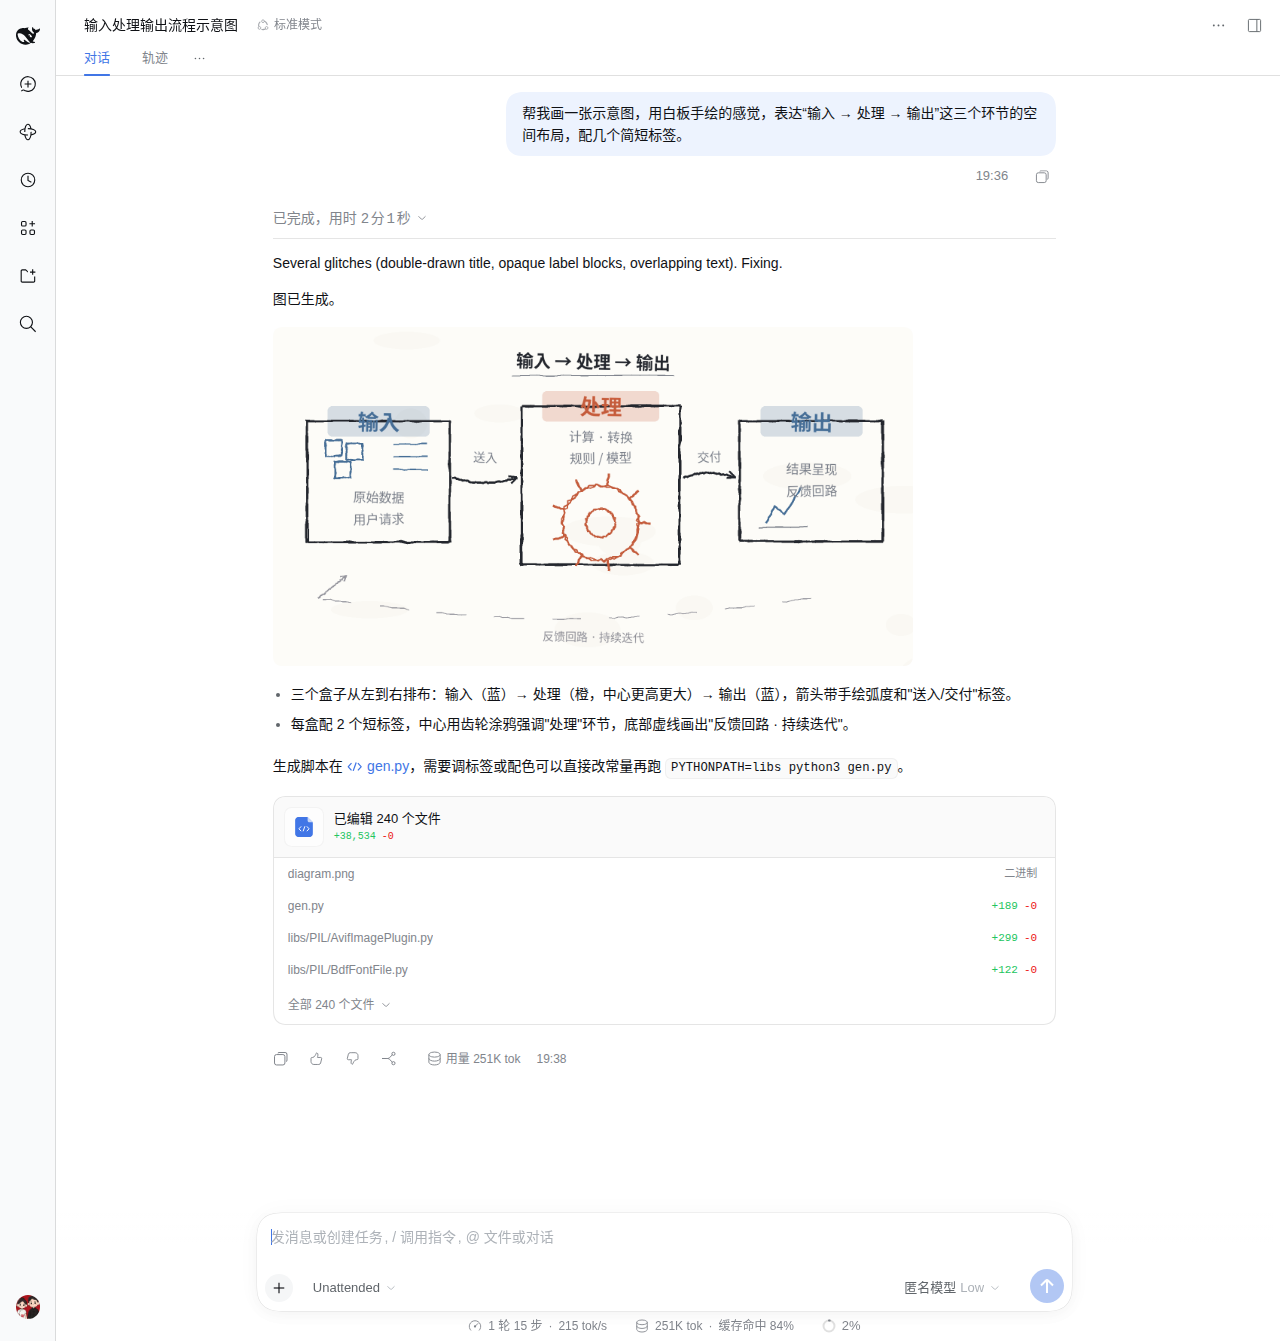 输入处理输出流程示意图 标准模式
对话 轨迹 ···
帮我画一张示意图，用白板手绘的感觉，表达“输入 → 处理 → 输出”这三个环节的空
间布局，配几个简短标签。
19:36
已完成，用时 2 分 1 秒
Several glitches (double-drawn title, opaque label blocks, overlapping text). Fixing.
图已生成。
输入 → 处理 → 输出
输入
原始数据
用户请求
送入
处理
计算 · 转换
规则 / 模型
交付
输出
结果呈现
反馈回路
反馈回路 · 持续迭代
• 三个盒子从左到右排布：输入（蓝）→ 处理（橙，中心更高更大）→ 输出（蓝），箭头带手绘弧度和"送入/交付"标签。
• 每盒配 2 个短标签，中心用齿轮涂鸦强调"处理"环节，底部虚线画出"反馈回路 · 持续迭代"。
生成脚本在 gen.py，需要调标签或配色可以直接改常量再跑 PYTHONPATH=libs python3 gen.py 。
已编辑 240 个文件
+38,534 -0
diagram.png 二进制
gen.py +189 -0
libs/PIL/AvifImagePlugin.py +299 -0
libs/PIL/BdfFontFile.py +122 -0
全部 240 个文件
用量 251K tok 19:38
发消息或创建任务, / 调用指令, @ 文件或对话
Unattended 匿名模型 Low
1 轮 15 步 · 215 tok/s 251K tok · 缓存命中 84% 2%